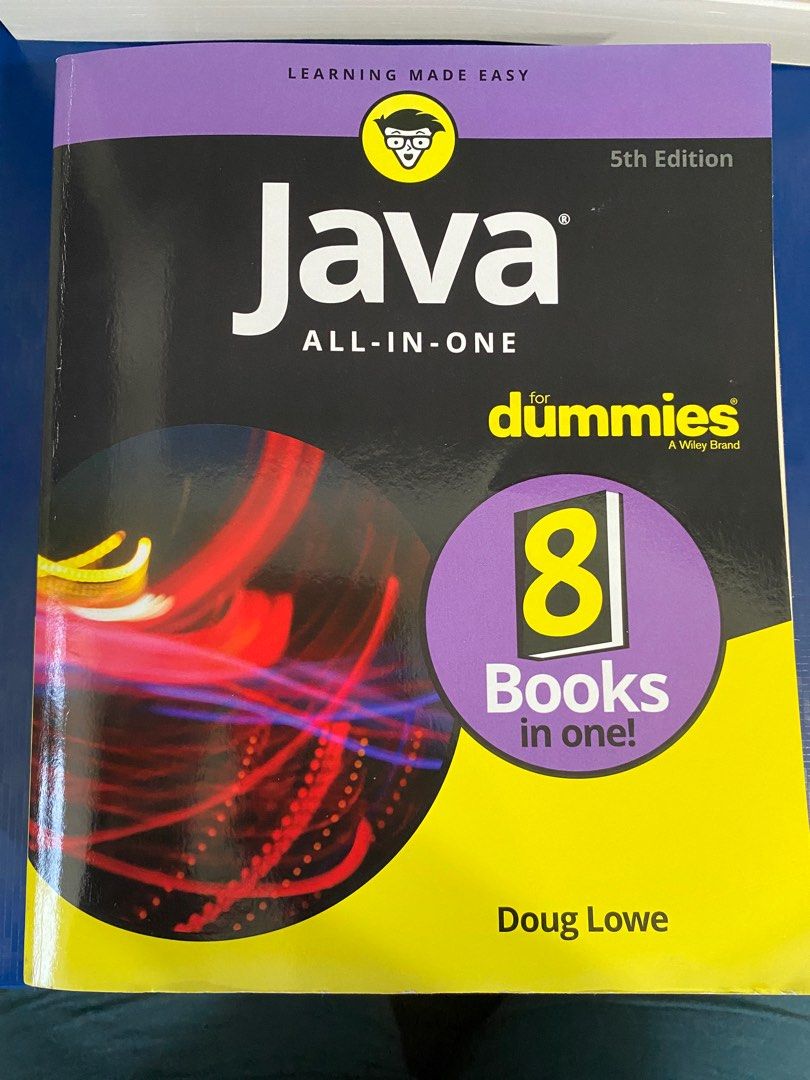 LEARNING MADE EASY
5th Edition
Java®
ALL-IN-ONE
for
dummies®
A Wiley Brand
8
Books
in one!
Doug Lowe